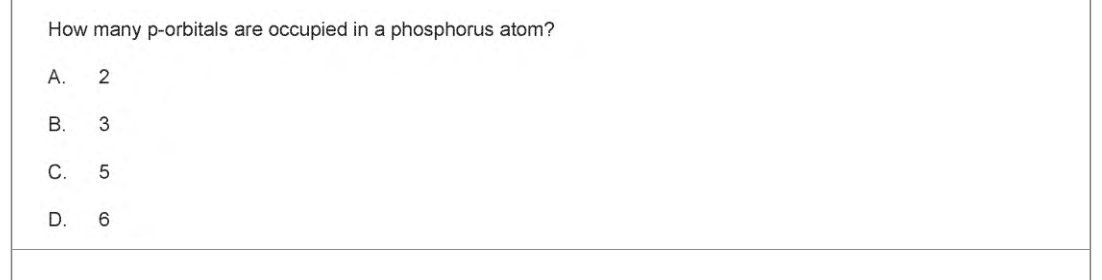 How many p-orbitals are occupied in a phosphorus atom?
A. 2
B. 3
C. 5
D. 6